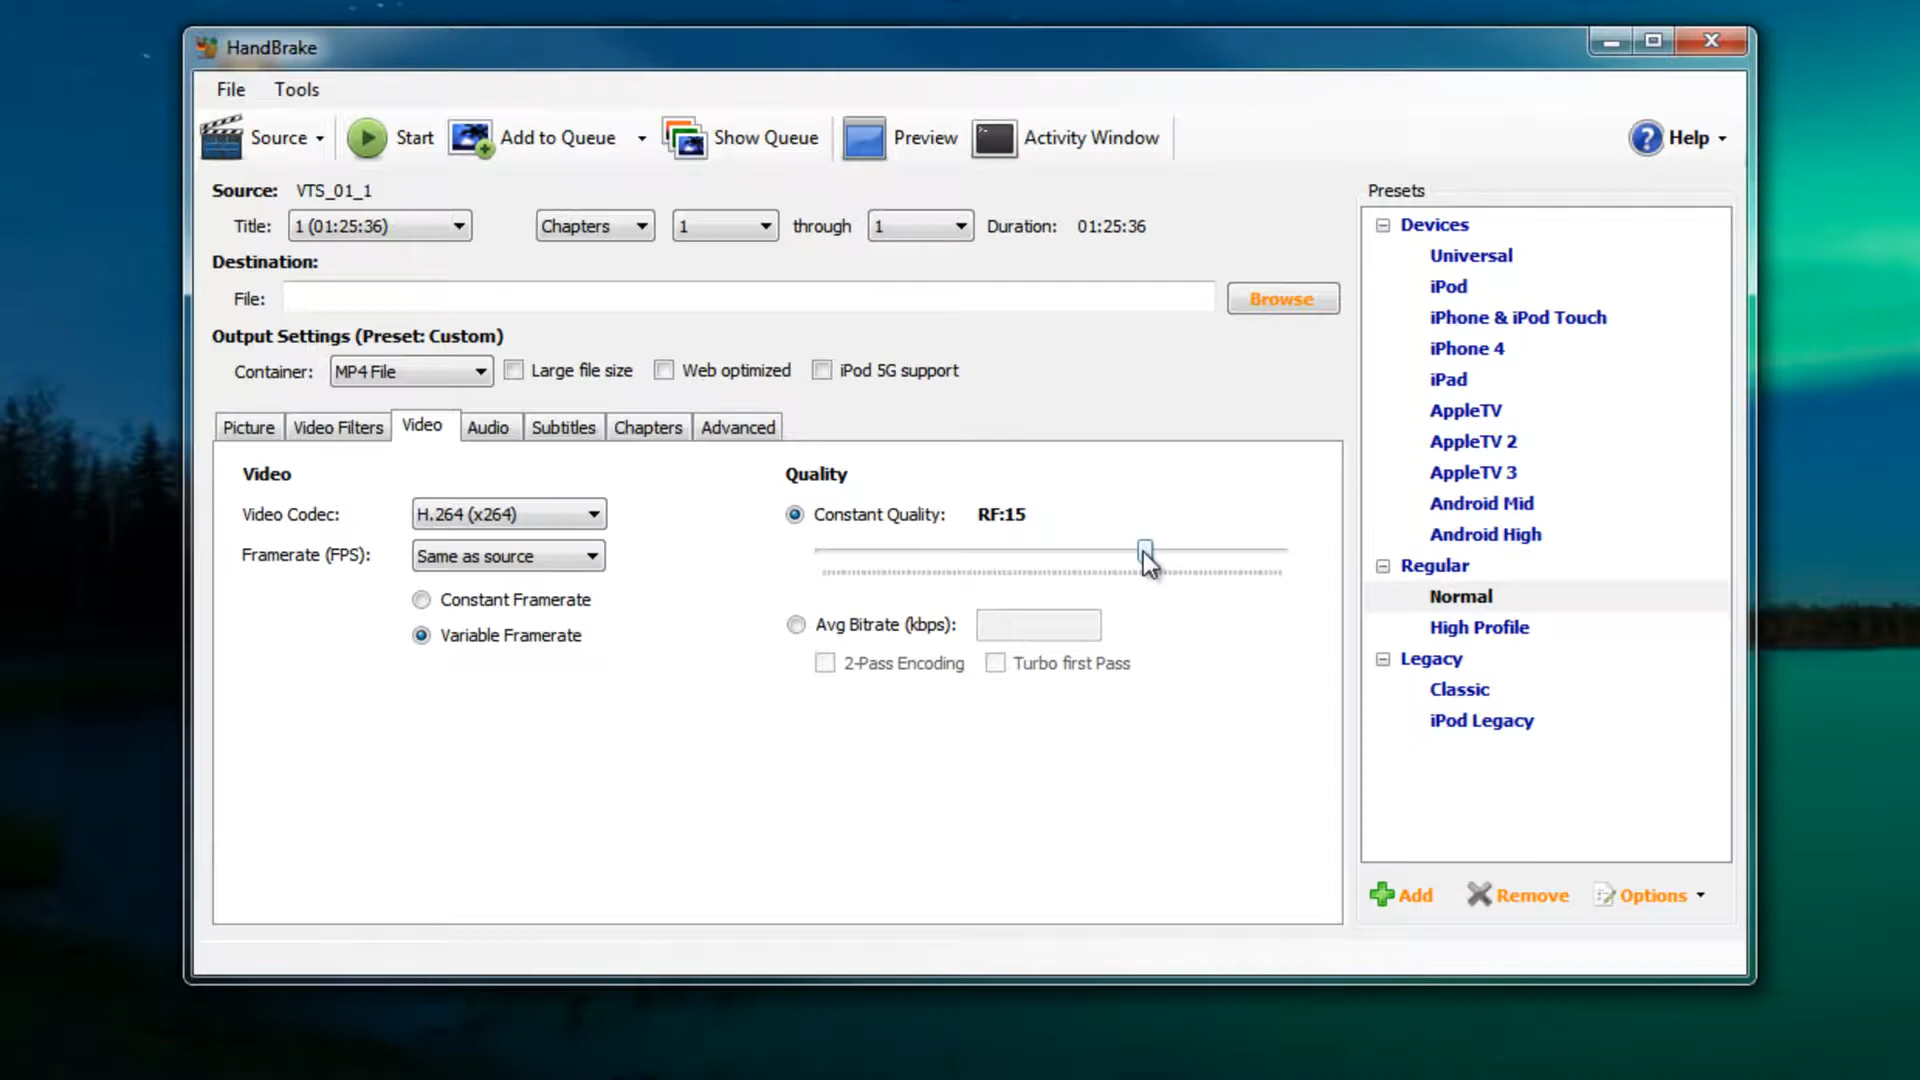 HandBrake
File Tools
Source Start Add to Queue Show Queue Preview Activity Window Help
Source: VTS_01_1
Title: 1 (01:25:36) Chapters 1 through 1 Duration: 01:25:36
Destination:
File: Browse
Output Settings (Preset: Custom)
Container: MP4 File Large file size Web optimized iPod 5G support
Picture Video Filters Video Audio Subtitles Chapters Advanced
Video
Video Codec: H.264 (x264)
Framerate (FPS): Same as source
Constant Framerate
Variable Framerate
Quality
Constant Quality: RF:15
Avg Bitrate (kbps):
2-Pass Encoding Turbo first Pass
Presets
Devices
Universal
iPod
iPhone & iPod Touch
iPhone 4
iPad
AppleTV
AppleTV 2
AppleTV 3
Android Mid
Android High
Regular
Normal
High Profile
Legacy
Classic
iPod Legacy
Add Remove Options